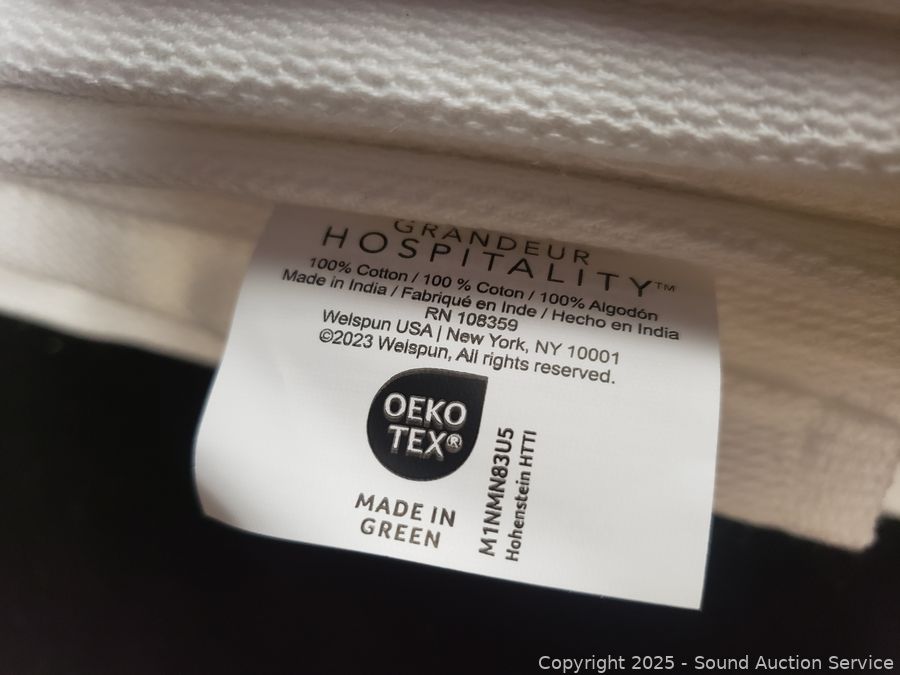 GRANDEUR
HOSPITALITY™
100% Cotton / 100 % Coton / 100% Algodón
Made in India / Fabriqué en Inde / Hecho en India
RN 108359
Welspun USA | New York, NY 10001
©2023 Welspun, All rights reserved.
OEKO
TEX®
MADE IN
GREEN
M1NMN83U5
Hohenstein HTTI
Copyright 2025 - Sound Auction Service